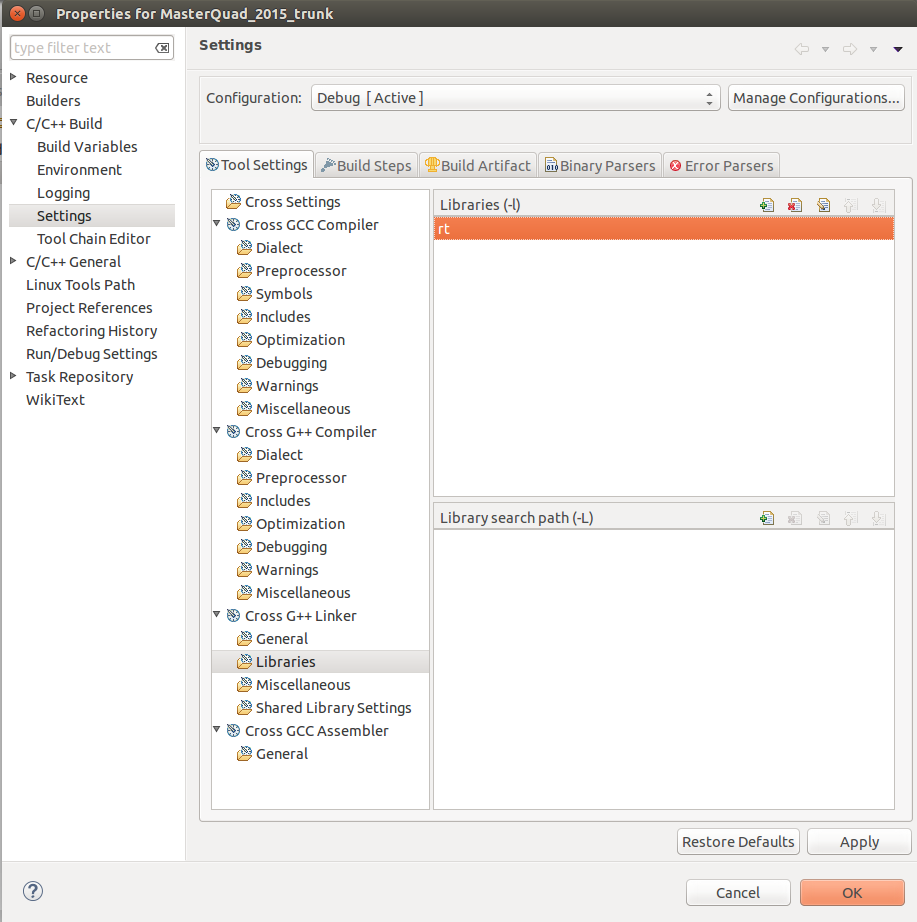 Properties for MasterQuad_2015_trunk
type filter text
Resource
Builders
C/C++ Build
Build Variables
Environment
Logging
Settings
Tool Chain Editor
C/C++ General
Linux Tools Path
Project References
Refactoring History
Run/Debug Settings
Task Repository
WikiText
Settings
Configuration: Debug [ Active ] Manage Configurations...
Tool Settings Build Steps Build Artifact Binary Parsers Error Parsers
Cross Settings
Cross GCC Compiler
Dialect
Preprocessor
Symbols
Includes
Optimization
Debugging
Warnings
Miscellaneous
Cross G++ Compiler
Dialect
Preprocessor
Includes
Optimization
Debugging
Warnings
Miscellaneous
Cross G++ Linker
General
Libraries
Miscellaneous
Shared Library Settings
Cross GCC Assembler
General
Libraries (-l)
rt
Library search path (-L)
Restore Defaults Apply
? Cancel OK